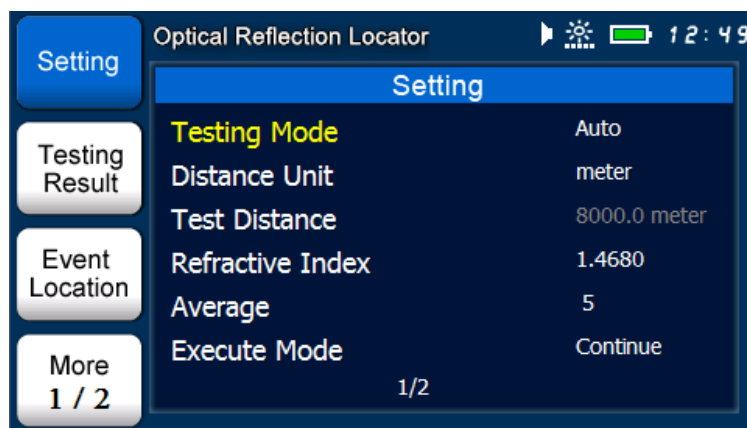 Setting
Testing
Result
Event
Location
More
1 / 2
Optical Reflection Locator 12:49
Setting
Testing Mode Auto
Distance Unit meter
Test Distance 8000.0 meter
Refractive Index 1.4680
Average 5
Execute Mode Continue
1/2